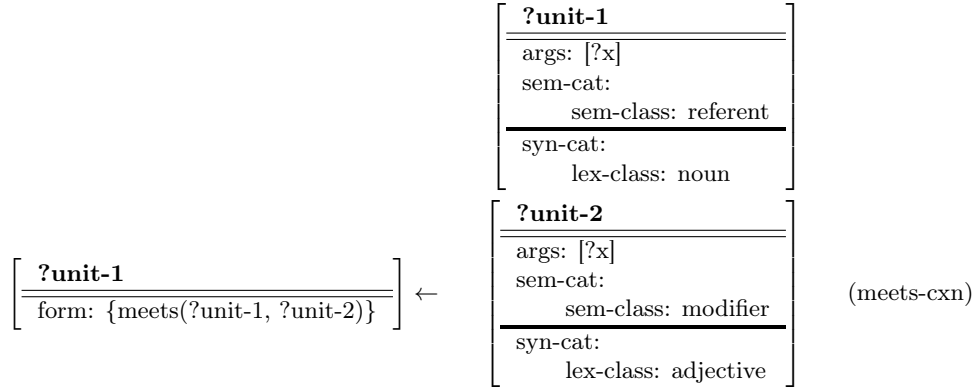 ?unit-1
args: [?x]
sem-cat:
sem-class: referent
syn-cat:
lex-class: noun
?unit-1
form: {meets(?unit-1, ?unit-2)}
←
?unit-2
args: [?x]
sem-cat:
sem-class: modifier
syn-cat:
lex-class: adjective
(meets-cxn)